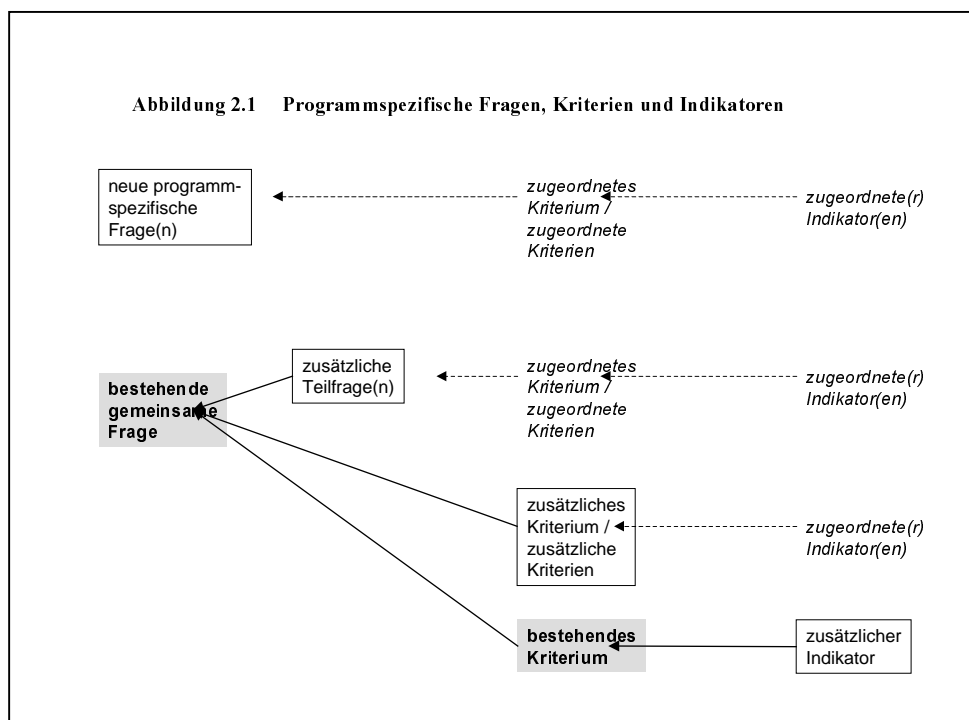 Abbildung 2.1 Programmspezifische Fragen, Kriterien und Indikatoren
neue programm-
spezifische
Frage(n)
zugeordnetes
Kriterium /
zugeordnete
Kriterien
zugeordnete(r)
Indikator(en)
bestehende
gemeinsame
Frage
zusätzliche
Teilfrage(n)
zugeordnetes
Kriterium /
zugeordnete
Kriterien
zugeordnete(r)
Indikator(en)
zusätzliches
Kriterium /
zusätzliche
Kriterien
zugeordnete(r)
Indikator(en)
bestehendes
Kriterium
zusätzlicher
Indikator